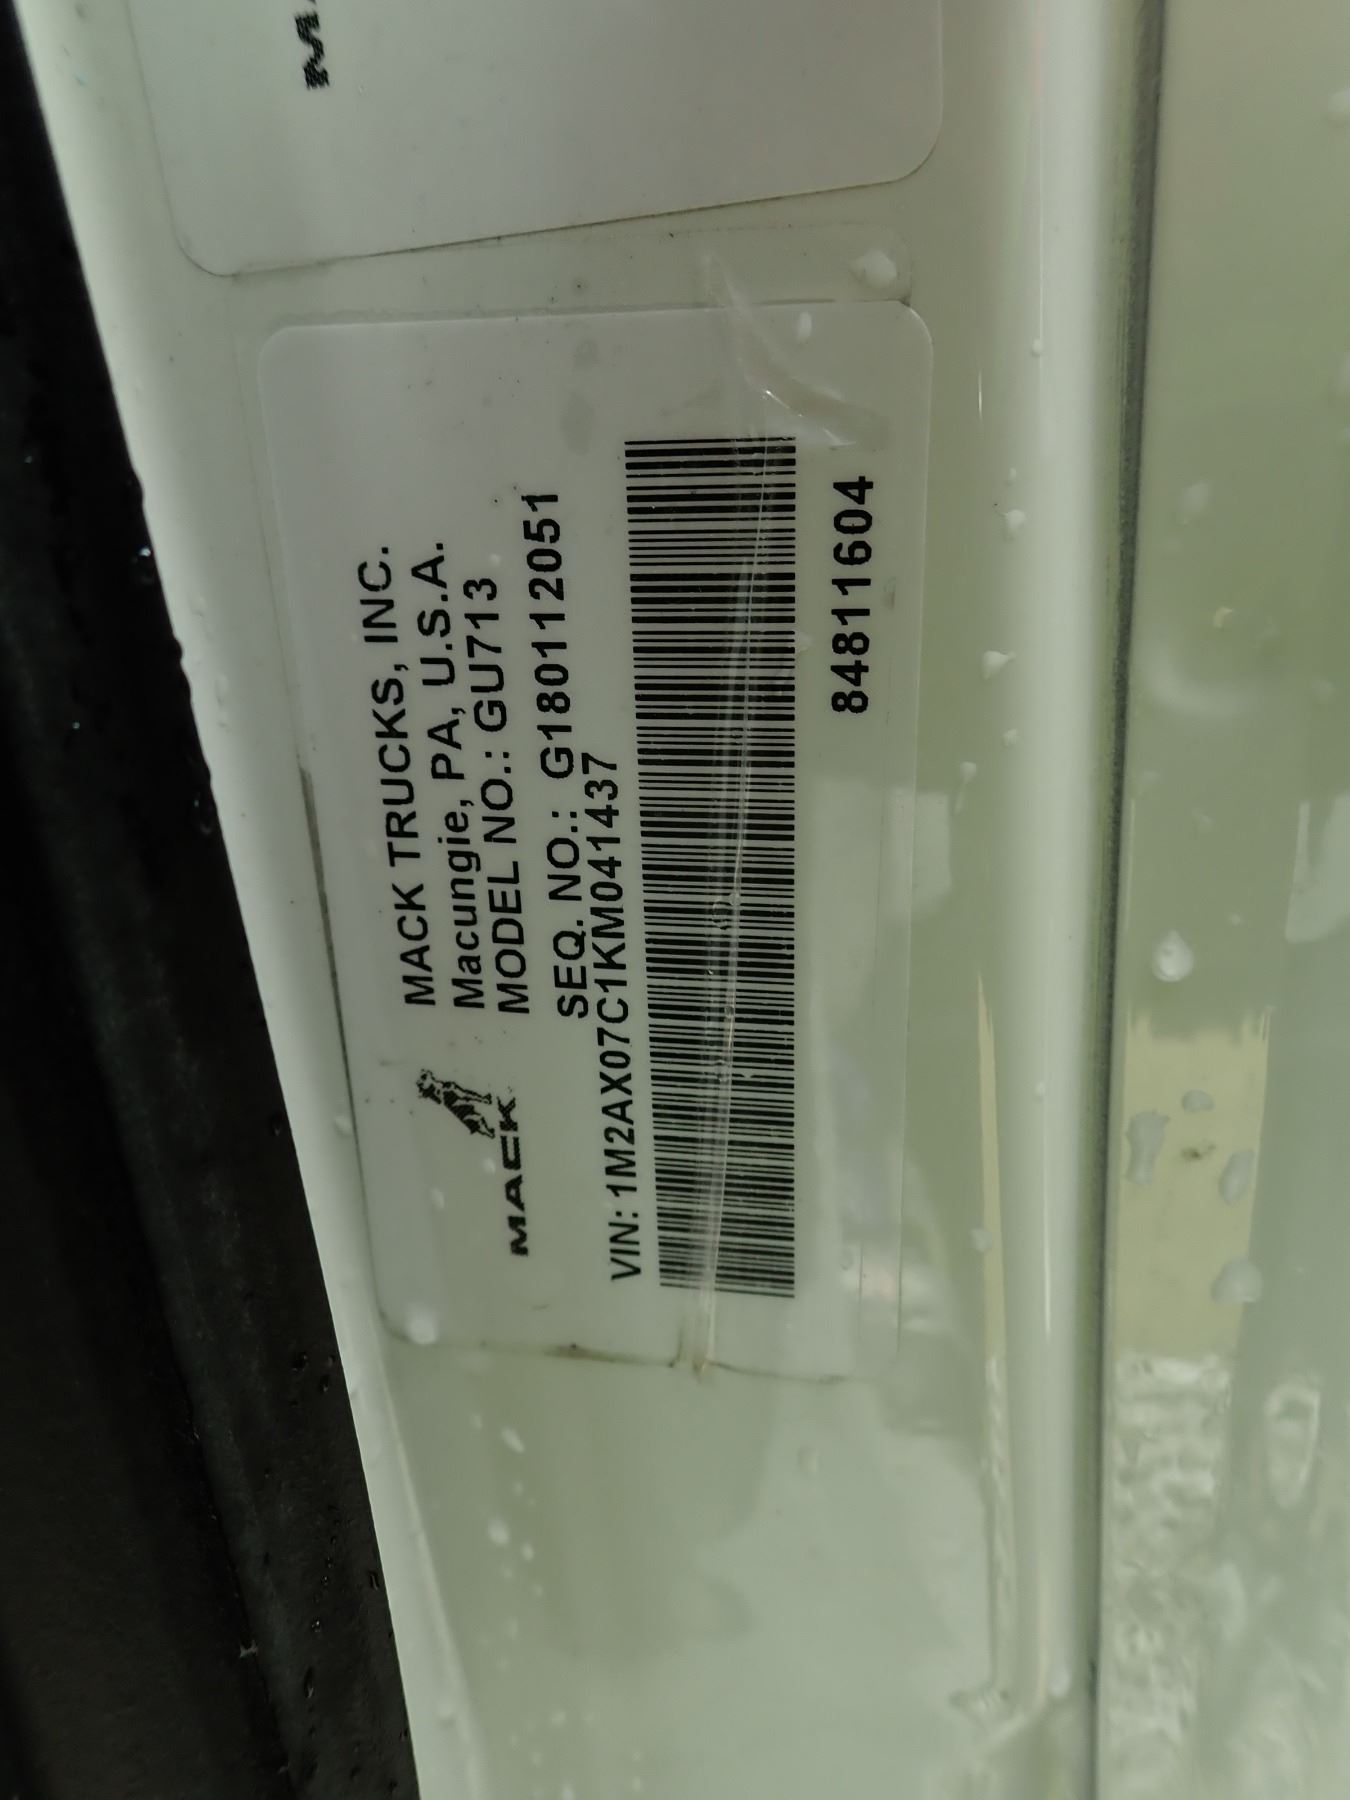 MACK TRUCKS, INC.
Macungie, PA, U.S.A.
MODEL NO.: GU713
MACK
SEQ. NO.: G180112051
VIN: 1M2AX07C1KM041437
84811604